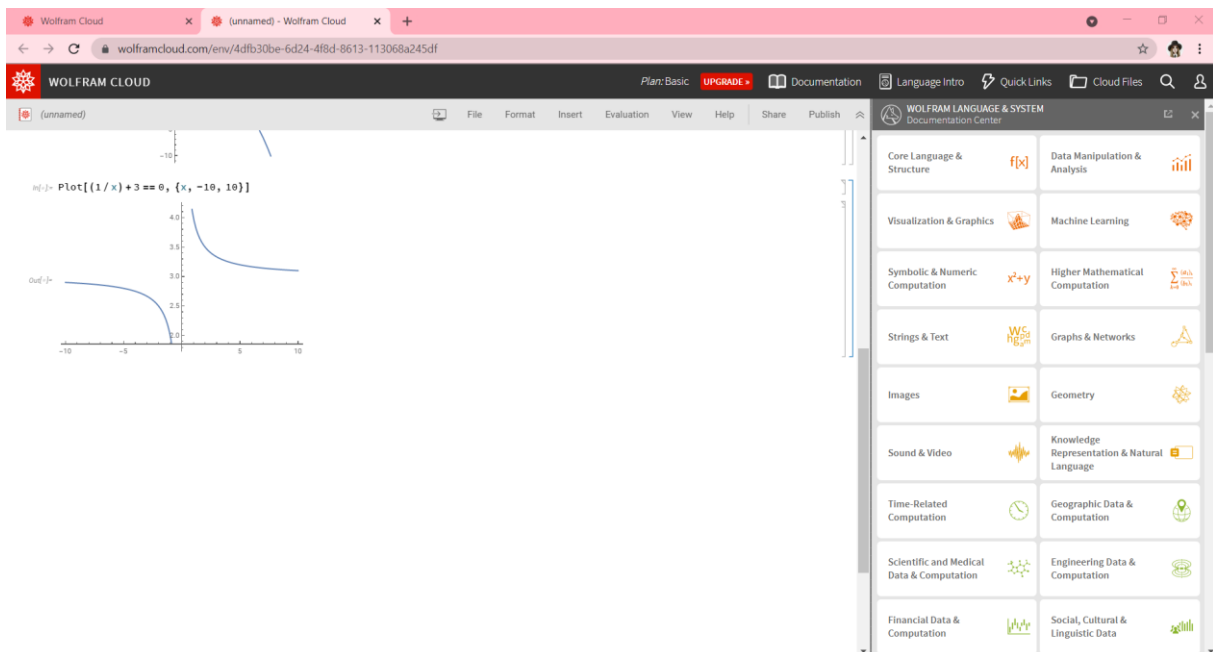 Wolfram Cloud
(unnamed) - Wolfram Cloud
wolframcloud.com/env/4dfb30be-6d24-4f8d-8613-113068a245df
WOLFRAM CLOUD
Plan: Basic UPGRADE » Documentation Language Intro Quick Links Cloud Files
(unnamed) File Format Insert Evaluation View Help Share Publish
-10
In[-]:= Plot[(1/x)+3 == 0, {x, -10, 10}]
Out[-]=
4.0
3.5
3.0
2.5
2.0
-10 -5 5 10
WOLFRAM LANGUAGE & SYSTEM
Documentation Center
Core Language &
Structure
f[x]
Data Manipulation &
Analysis
Visualization & Graphics
Machine Learning
Symbolic & Numeric
Computation
x²+y
Higher Mathematical
Computation
Strings & Text
Graphs & Networks
Images
Geometry
Sound & Video
Knowledge
Representation & Natural
Language
Time-Related
Computation
Geographic Data &
Computation
Scientific and Medical
Data & Computation
Engineering Data &
Computation
Financial Data &
Computation
Social, Cultural &
Linguistic Data